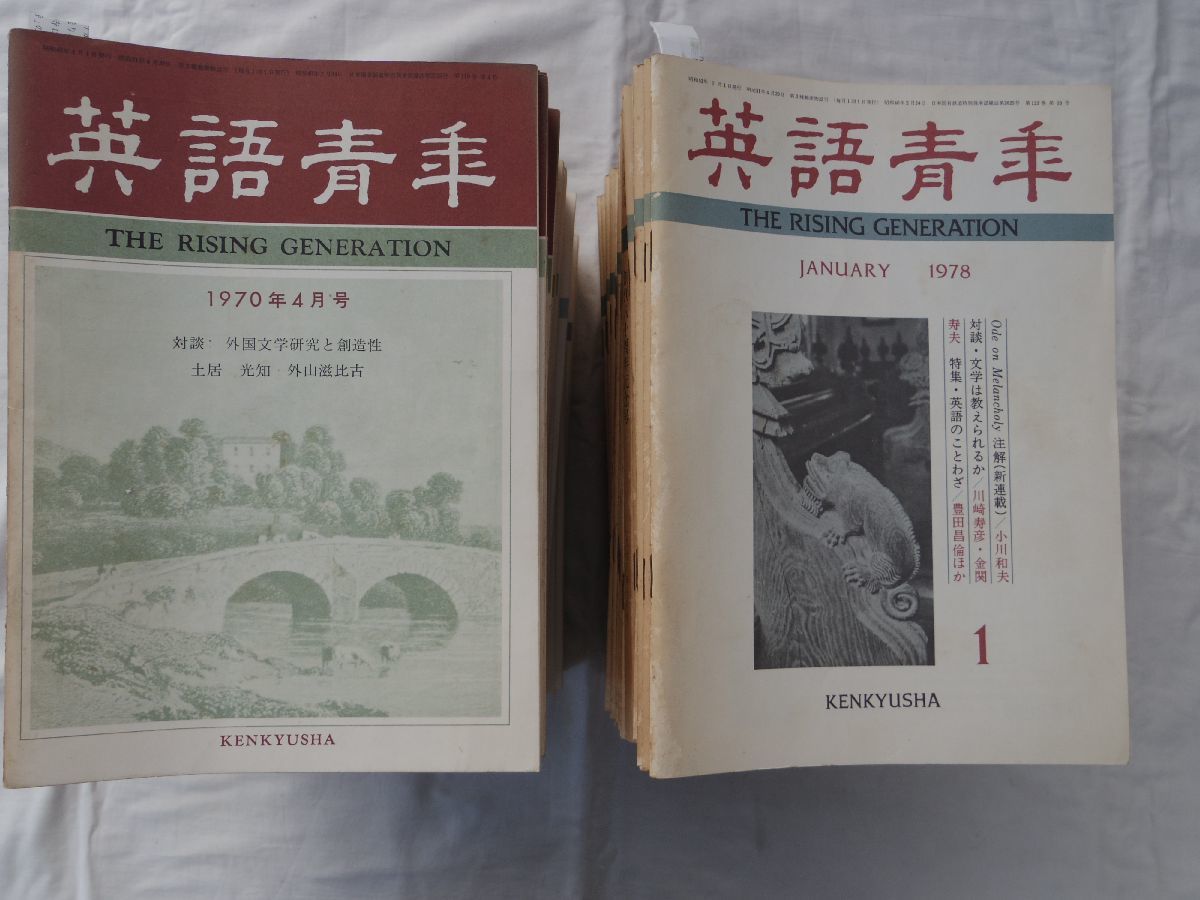 英語青年
THE RISING GENERATION
1970年4月号
対談: 外国文学研究と創造性
土居 光知 外山滋比古
KENKYUSHA
英語青年
THE RISING GENERATION
JANUARY 1978
Ode on Melancholy 注解(新連載)/小川和夫
対談・文学は教えられるか/川崎寿彦・金関
寿夫 特集・英語のことわざ/豊田昌倫ほか
1
KENKYUSHA